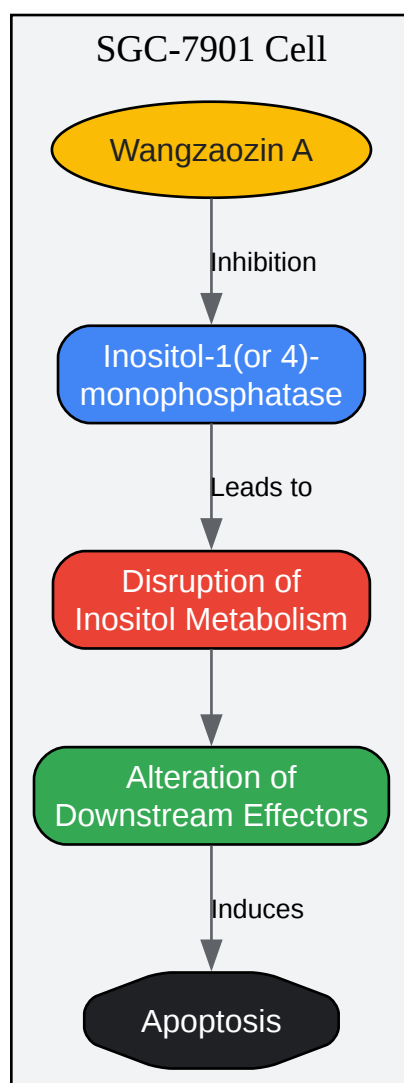 SGC-7901 Cell
Wangzaozin A
Inhibition
Inositol-1(or 4)-
monophosphatase
Leads to
Disruption of
Inositol Metabolism
Alteration of
Downstream Effectors
Induces
Apoptosis